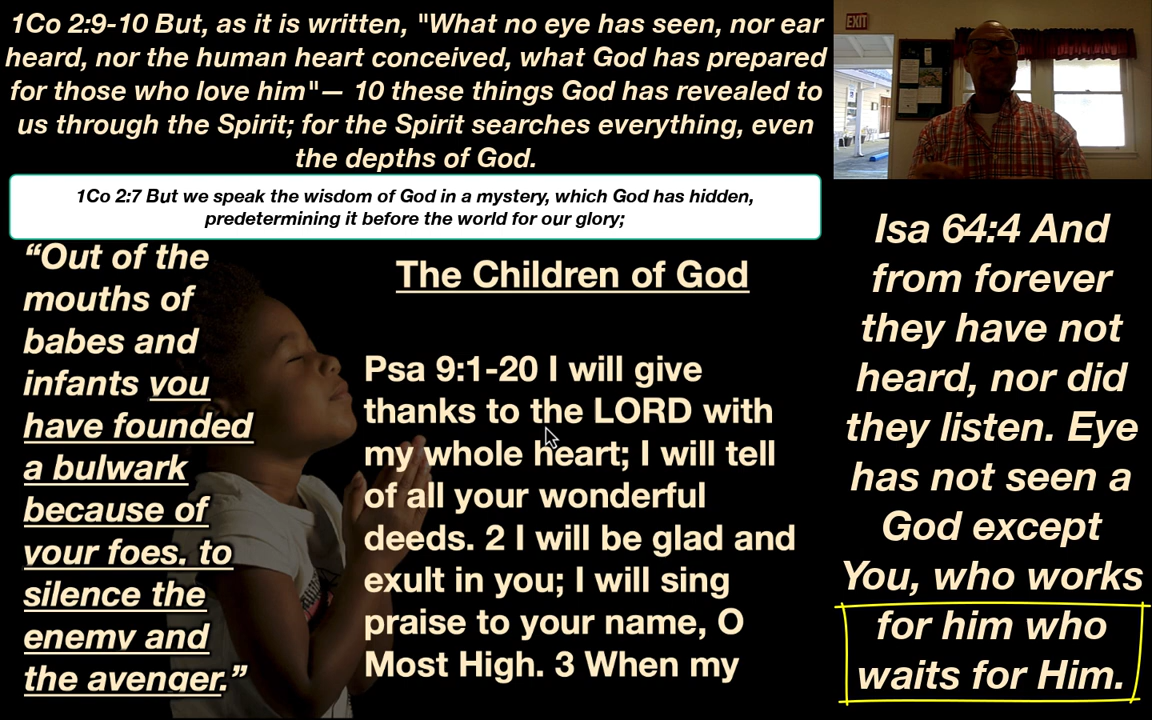 1Co 2:9-10 But, as it is written, "What no eye has seen, nor ear
heard, nor the human heart conceived, what God has prepared
for those who love him"— 10 these things God has revealed to
us through the Spirit; for the Spirit searches everything, even
the depths of God.
1Co 2:7 But we speak the wisdom of God in a mystery, which God has hidden,
predetermining it before the world for our glory;
“Out of the
mouths of
babes and
infants you
have founded
a bulwark
because of
your foes, to
silence the
enemy and
the avenger.”
The Children of God
Psa 9:1-20 I will give
thanks to the LORD with
my whole heart; I will tell
of all your wonderful
deeds. 2 I will be glad and
exult in you; I will sing
praise to your name, O
Most High. 3 When my
EXIT
Isa 64:4 And
from forever
they have not
heard, nor did
they listen. Eye
has not seen a
God except
You, who works
for him who
waits for Him.